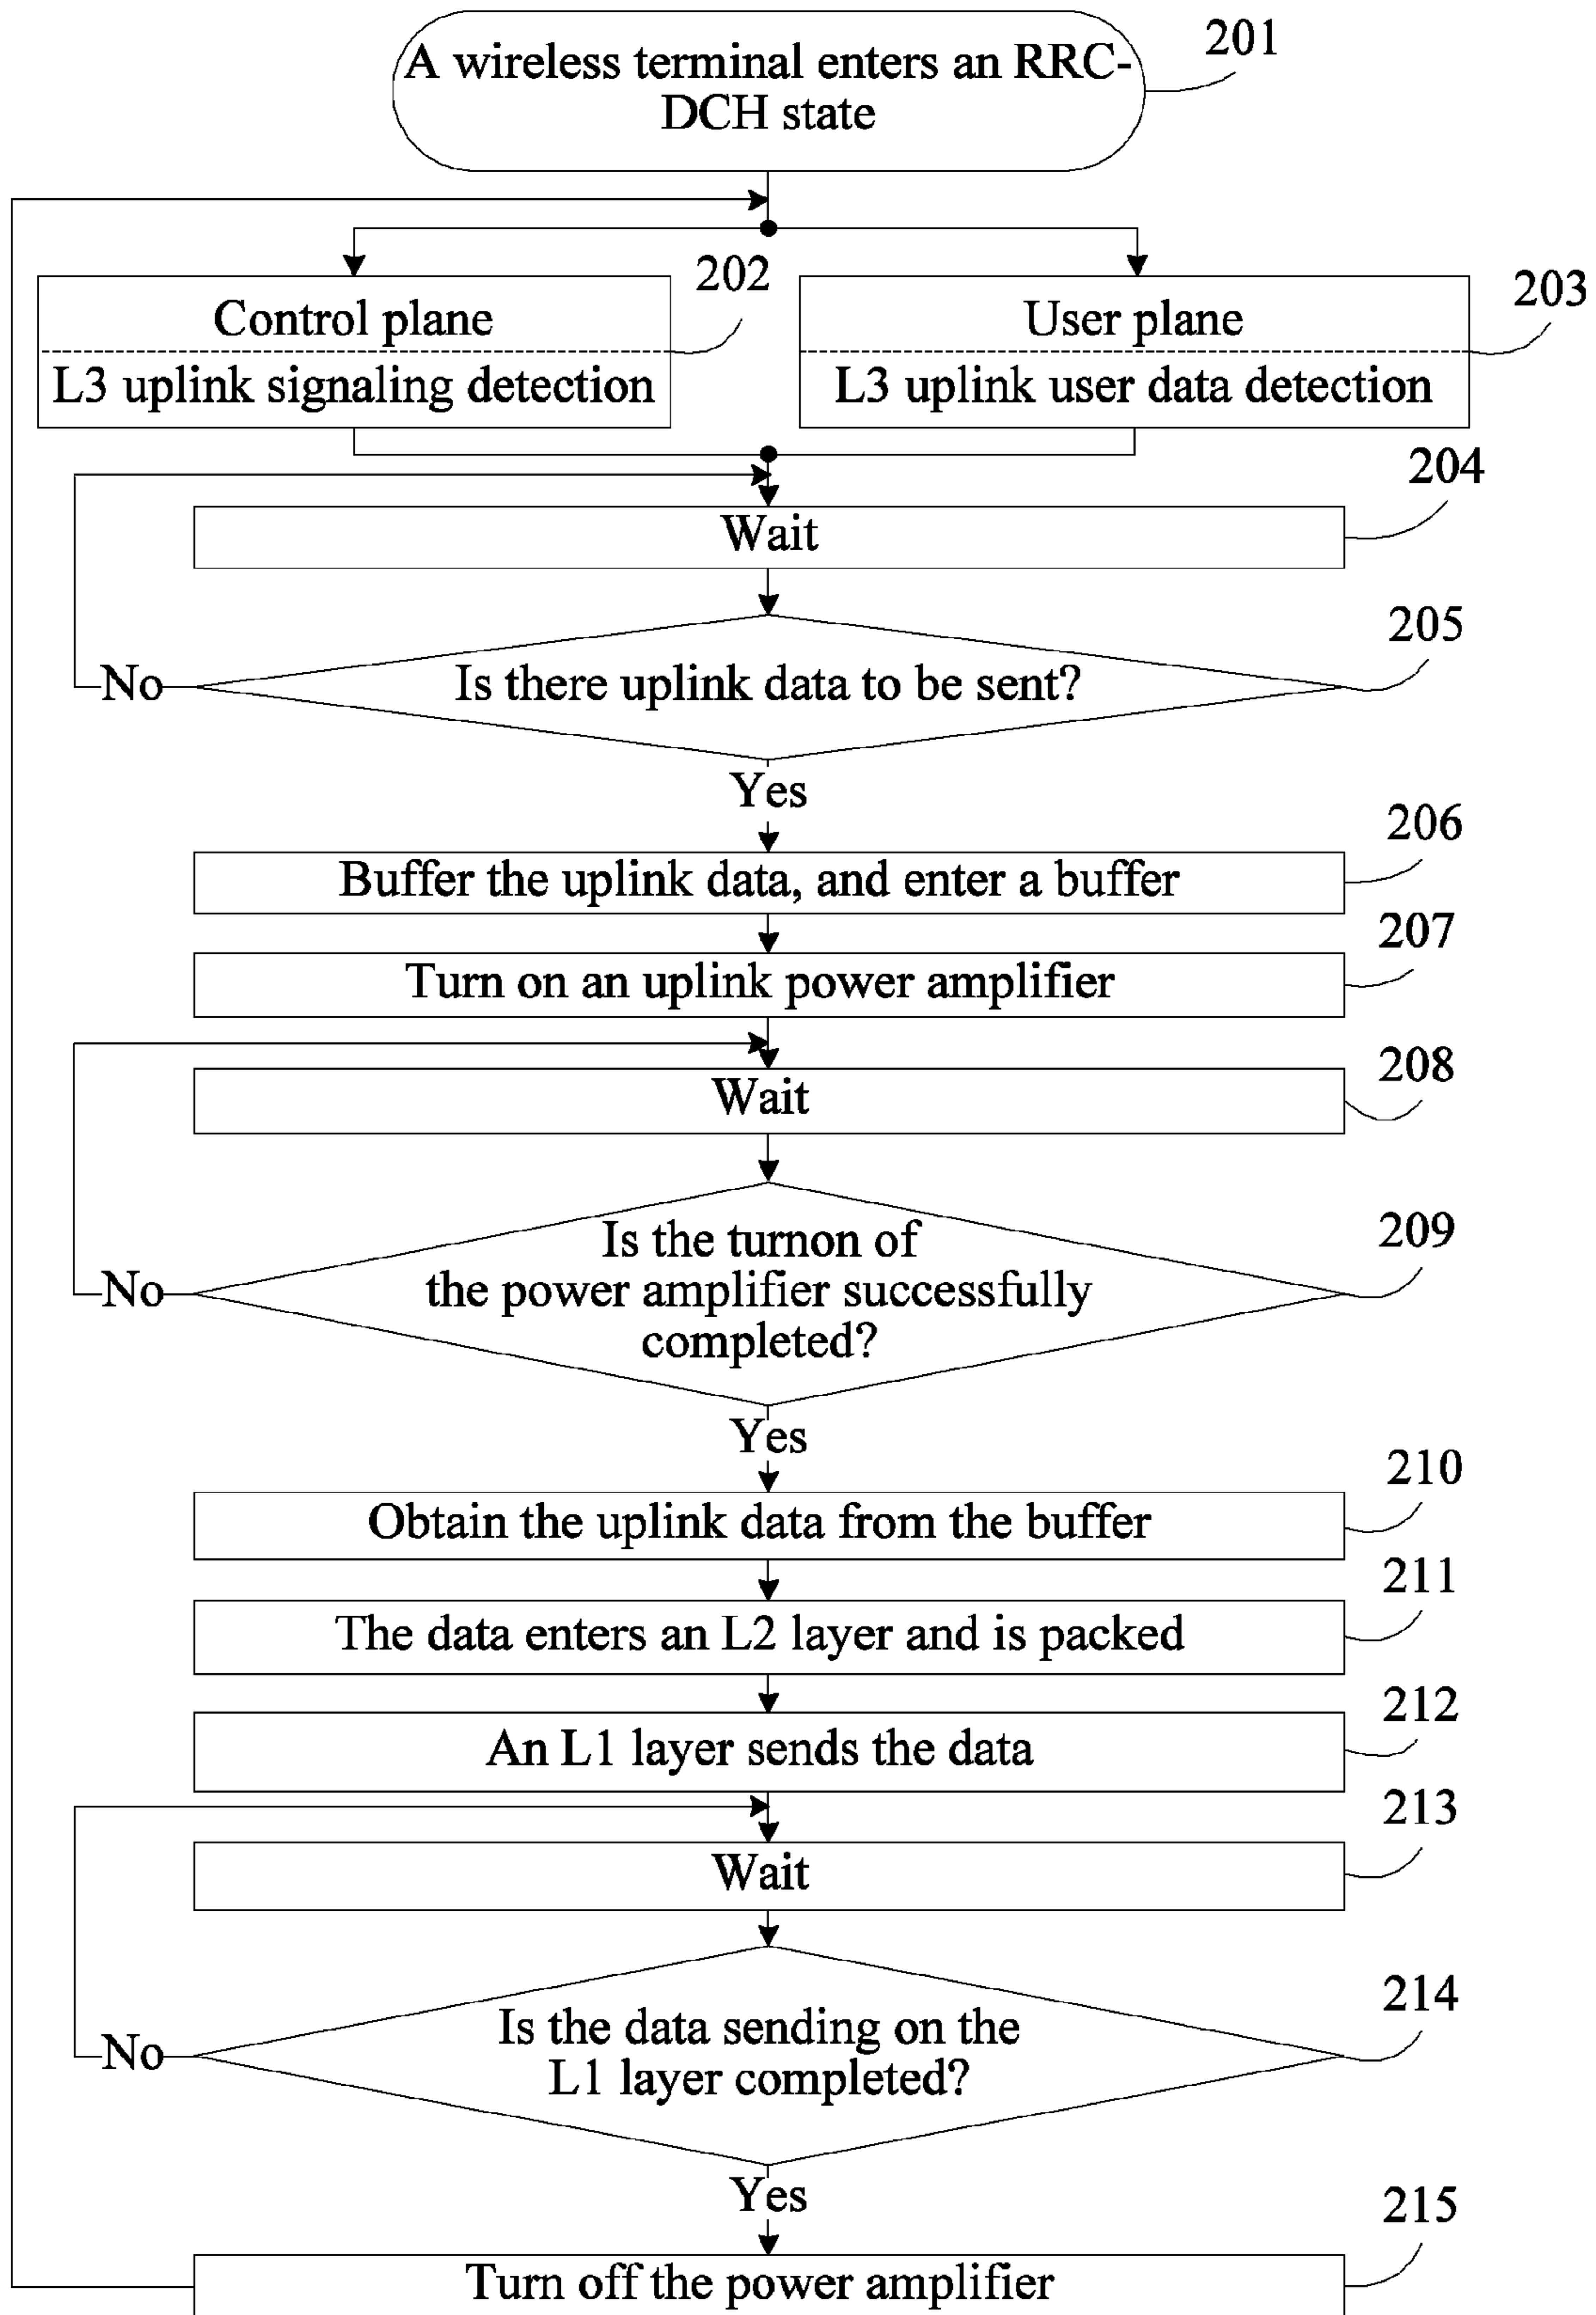 A wireless terminal enters an RRC-
DCH state
201
Control plane
L3 uplink signaling detection
202
User plane
L3 uplink user data detection
203
Wait
204
Is there uplink data to be sent?
205
No
Yes
Buffer the uplink data, and enter a buffer
206
Turn on an uplink power amplifier
207
Wait
208
Is the turnon of
the power amplifier successfully
completed?
209
No
Yes
Obtain the uplink data from the buffer
210
The data enters an L2 layer and is packed
211
An L1 layer sends the data
212
Wait
213
Is the data sending on the
L1 layer completed?
214
No
Yes
Turn off the power amplifier
215